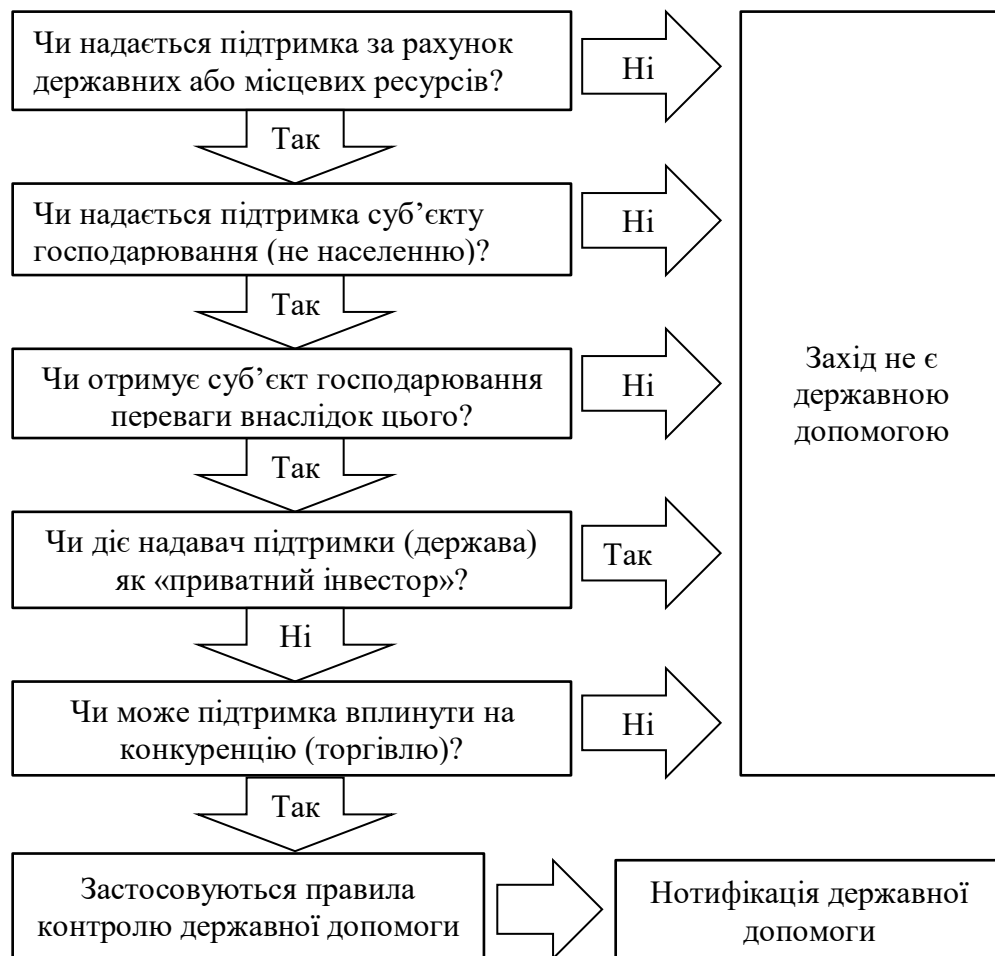 Чи надається підтримка за рахунок
державних або місцевих ресурсів?
Ні
Так
Чи надається підтримка суб’єкту
господарювання (не населенню)?
Ні
Так
Чи отримує суб’єкт господарювання
переваги внаслідок цього?
Ні
Так
Чи діє надавач підтримки (держава)
як «приватний інвестор»?
Так
Ні
Чи може підтримка вплинути на
конкуренцію (торгівлю)?
Ні
Так
Захід не є
державною
допомогою
Застосовуються правила
контролю державної допомоги
Нотифікація державної
допомоги